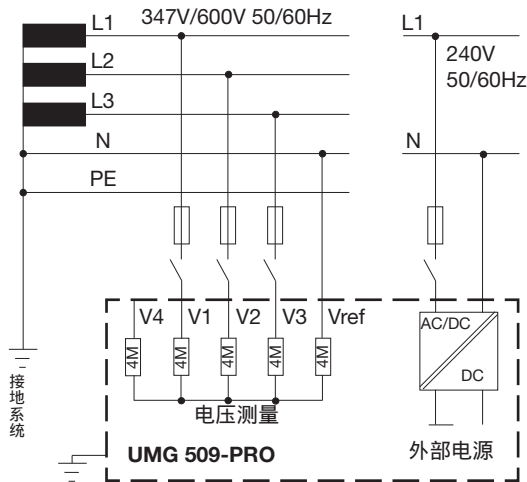 L1 347V/600V 50/60Hz
L2
L3
N
PE
L1
240V
50/60Hz
N
V4 V1 V2 V3 Vref
4M 4M 4M 4M 4M
电压测量
UMG 509-PRO
AC/DC
DC
外部电源
接地系统